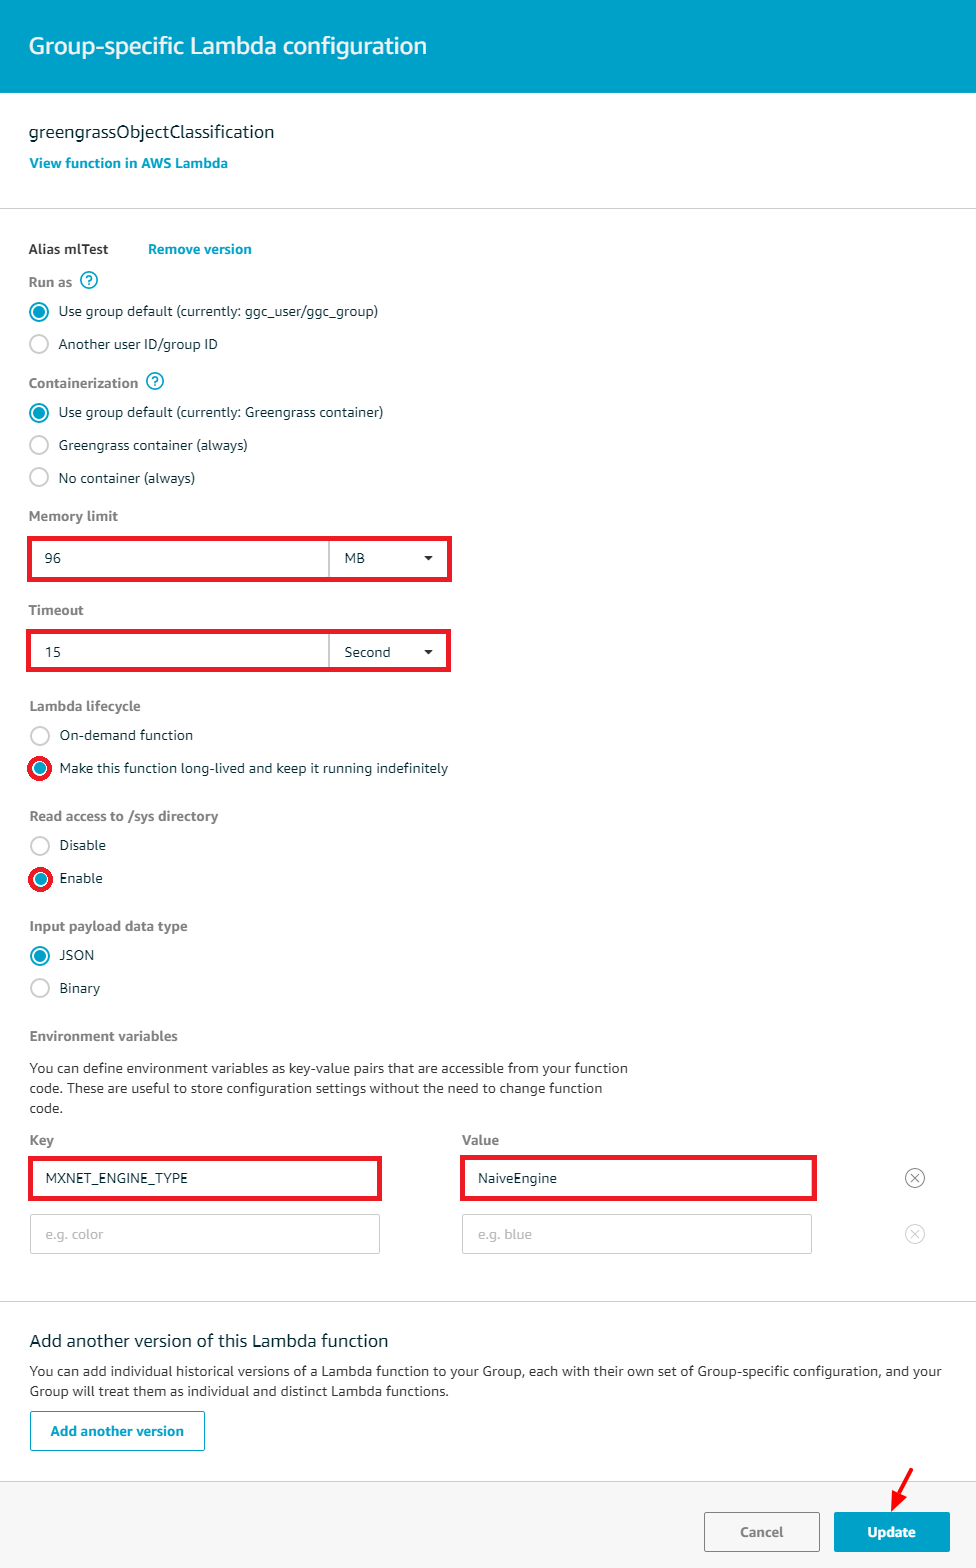 Group-specific Lambda configuration
greengrassObjectClassification
View function in AWS Lambda
Alias mlTest Remove version
Run as ?
Use group default (currently: ggc_user/ggc_group)
Another user ID/group ID
Containerization ?
Use group default (currently: Greengrass container)
Greengrass container (always)
No container (always)
Memory limit
96 MB
Timeout
15 Second
Lambda lifecycle
On-demand function
Make this function long-lived and keep it running indefinitely
Read access to /sys directory
Disable
Enable
Input payload data type
JSON
Binary
Environment variables
You can define environment variables as key-value pairs that are accessible from your function
code. These are useful to store configuration settings without the need to change function
code.
Key Value
MXNET_ENGINE_TYPE NaiveEngine
e.g. color e.g. blue
Add another version of this Lambda function
You can add individual historical versions of a Lambda function to your Group, each with their own set of Group-specific configuration, and your
Group will treat them as individual and distinct Lambda functions.
Add another version
Cancel Update